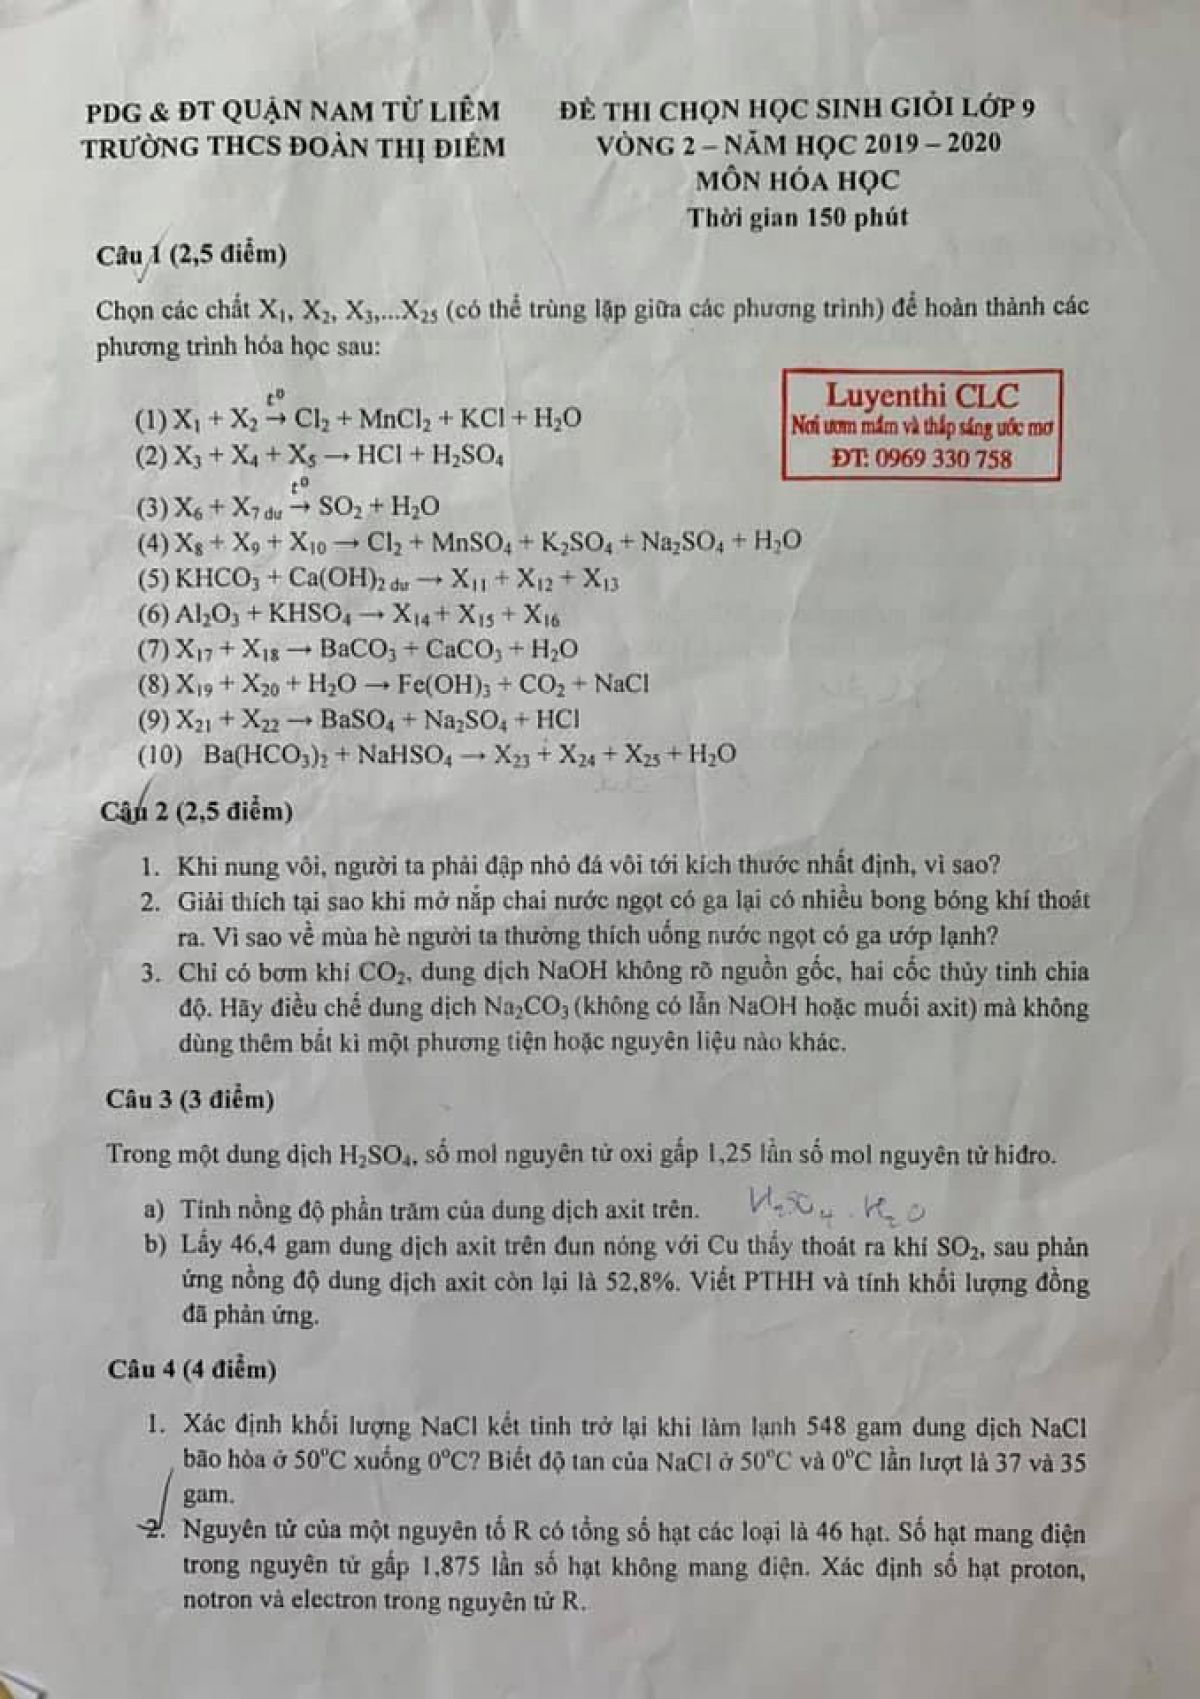 PDG & ĐT QUẬN NAM TỪ LIÊM
TRƯỜNG THCS ĐOÀN THỊ ĐIỂM
ĐỀ THI CHỌN HỌC SINH GIỎI LỚP 9
VÒNG 2 – NĂM HỌC 2019 – 2020
MÔN HÓA HỌC
Thời gian 150 phút
Câu 1 (2,5 điểm)
Chọn các chất X₁, X₂, X₃,...X₂₅ (có thể trùng lặp giữa các phương trình) để hoàn thành các
phương trình hóa học sau:
Luyenthi CLC
Nơi ươm mầm và thắp sáng ước mơ
ĐT: 0969 330 758
(1) X₁ + X₂ →(t⁰) Cl₂ + MnCl₂ + KCl + H₂O
(2) X₃ + X₄ + X₅ → HCl + H₂SO₄
(3) X₆ + X₇ dư →(t⁰) SO₂ + H₂O
(4) X₈ + X₉ + X₁₀ → Cl₂ + MnSO₄ + K₂SO₄ + Na₂SO₄ + H₂O
(5) KHCO₃ + Ca(OH)₂ dư → X₁₁ + X₁₂ + X₁₃
(6) Al₂O₃ + KHSO₄ → X₁₄ + X₁₅ + X₁₆
(7) X₁₇ + X₁₈ → BaCO₃ + CaCO₃ + H₂O
(8) X₁₉ + X₂₀ + H₂O → Fe(OH)₃ + CO₂ + NaCl
(9) X₂₁ + X₂₂ → BaSO₄ + Na₂SO₄ + HCl
(10) Ba(HCO₃)₂ + NaHSO₄ → X₂₃ + X₂₄ + X₂₅ + H₂O
Câu 2 (2,5 điểm)
1. Khi nung vôi, người ta phải đập nhỏ đá vôi tới kích thước nhất định, vì sao?
2. Giải thích tại sao khi mở nắp chai nước ngọt có ga lại có nhiều bong bóng khí thoát
ra. Vì sao về mùa hè người ta thường thích uống nước ngọt có ga ướp lạnh?
3. Chỉ có bơm khí CO₂, dung dịch NaOH không rõ nguồn gốc, hai cốc thủy tinh chia
độ. Hãy điều chế dung dịch Na₂CO₃ (không có lẫn NaOH hoặc muối axit) mà không
dùng thêm bất kì một phương tiện hoặc nguyên liệu nào khác.
Câu 3 (3 điểm)
Trong một dung dịch H₂SO₄, số mol nguyên tử oxi gấp 1,25 lần số mol nguyên tử hiđro.
a) Tính nồng độ phần trăm của dung dịch axit trên. H₂SO₄ . H₂O
b) Lấy 46,4 gam dung dịch axit trên đun nóng với Cu thấy thoát ra khí SO₂, sau phản
ứng nồng độ dung dịch axit còn lại là 52,8%. Viết PTHH và tính khối lượng đồng
đã phản ứng.
Câu 4 (4 điểm)
1. Xác định khối lượng NaCl kết tinh trở lại khi làm lạnh 548 gam dung dịch NaCl
bão hòa ở 50⁰C xuống 0⁰C? Biết độ tan của NaCl ở 50⁰C và 0⁰C lần lượt là 37 và 35
gam.
2. Nguyên tử của một nguyên tố R có tổng số hạt các loại là 46 hạt. Số hạt mang điện
trong nguyên tử gấp 1,875 lần số hạt không mang điện. Xác định số hạt proton,
notron và electron trong nguyên tử R.